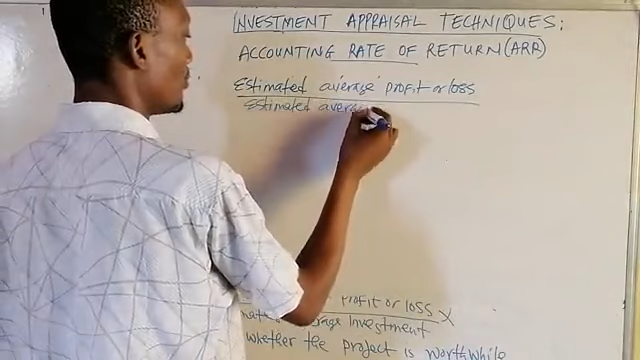 INVESTMENT APPRAISAL TECHNIQUES:
ACCOUNTING RATE OF RETURN (ARR)
Estimated average profit or loss
Estimated average
profit or loss X
average Investment
whether the project is worthwhile